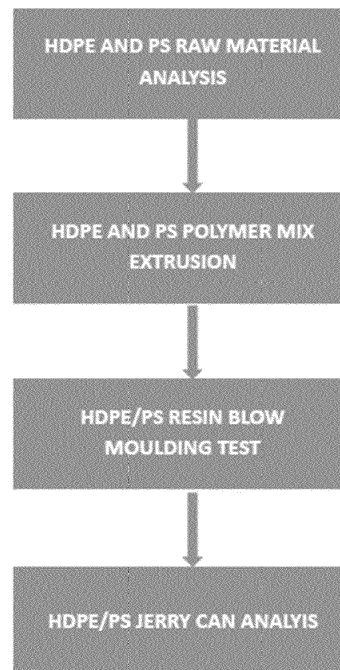 HDPE AND PS RAW MATERIAL
ANALYSIS
HDPE AND PS POLYMER MIX
EXTRUSION
HDPE/PS RESIN BLOW
MOULDING TEST
HDPE/PS JERRY CAN ANALYIS